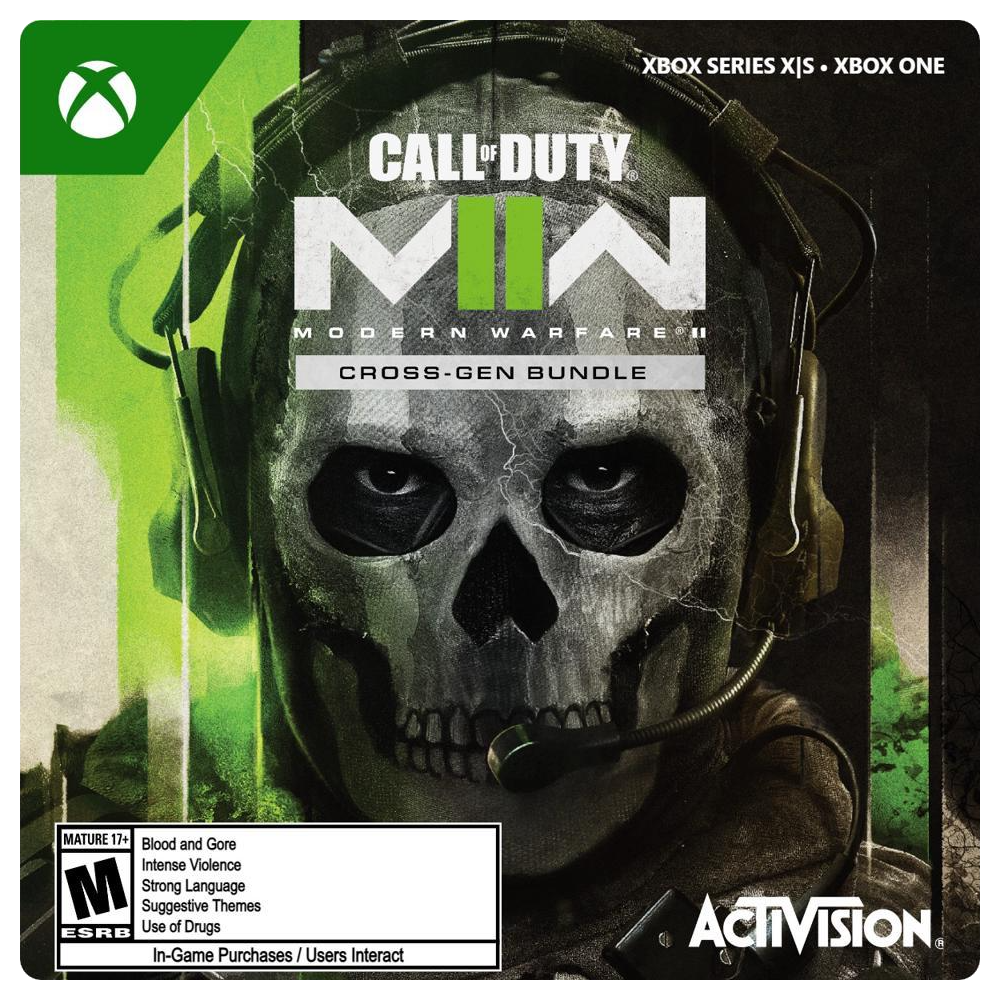 XBOX SERIES X|S • XBOX ONE
CALL OF DUTY®
MIIW
MODERN WARFARE® II
CROSS-GEN BUNDLE
MATURE 17+
M
ESRB
Blood and Gore
Intense Violence
Strong Language
Suggestive Themes
Use of Drugs
In-Game Purchases / Users Interact
ACTIVISION®